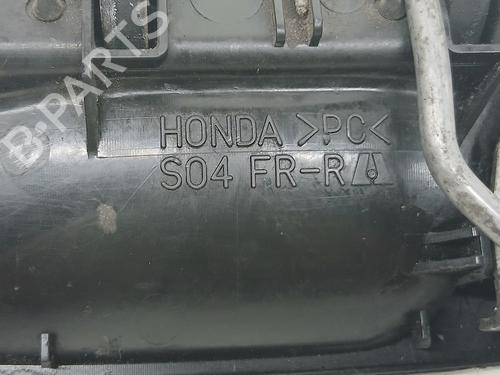 B-PARTS
HONDA >PC<
S04 FR-R